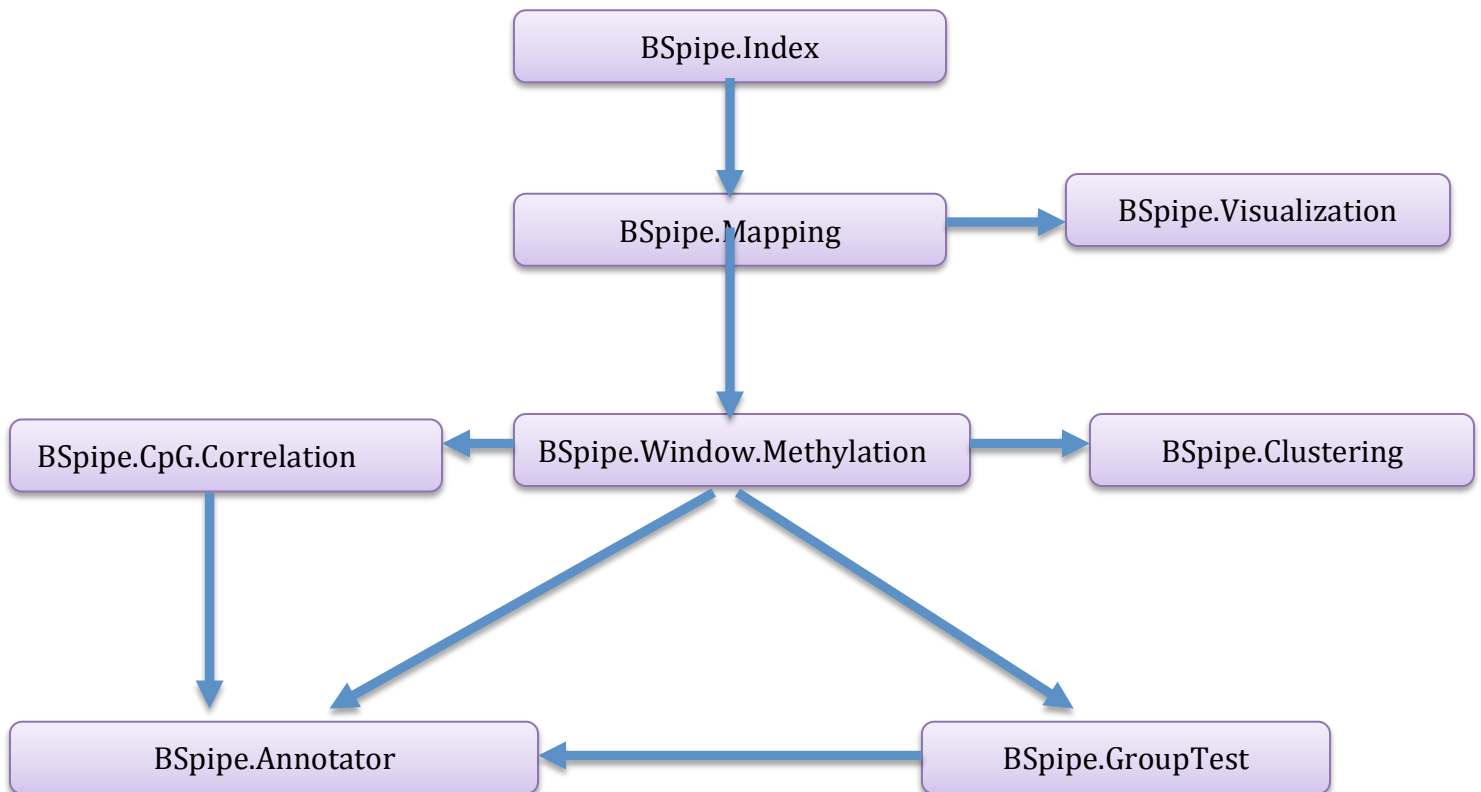 BSpipe.Index
BSpipe.Mapping
BSpipe.Visualization
BSpipe.CpG.Correlation
BSpipe.Window.Methylation
BSpipe.Clustering
BSpipe.Annotator
BSpipe.GroupTest